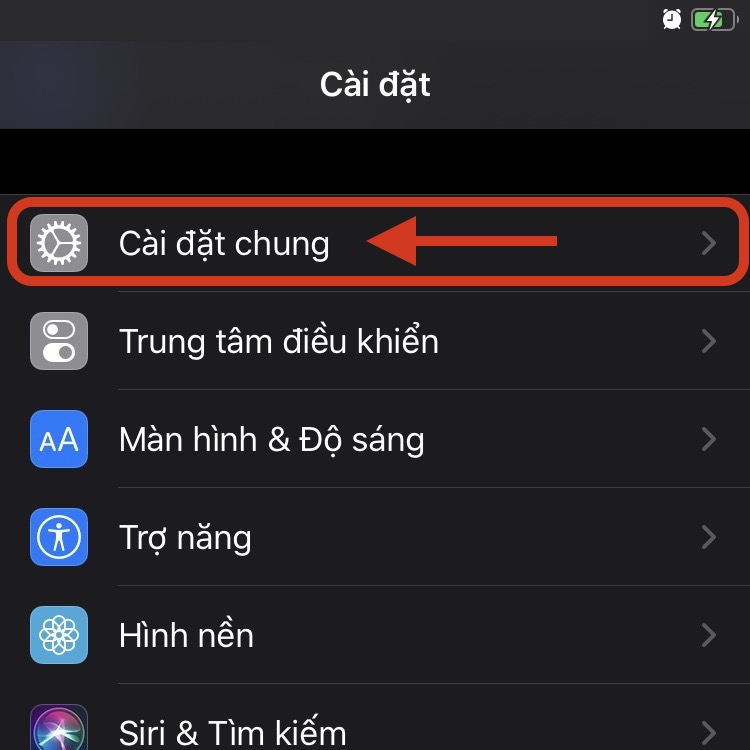 Cài đặt
Cài đặt chung
Trung tâm điều khiển
AA Màn hình & Độ sáng
Trợ năng
Hình nền
Siri & Tìm kiếm